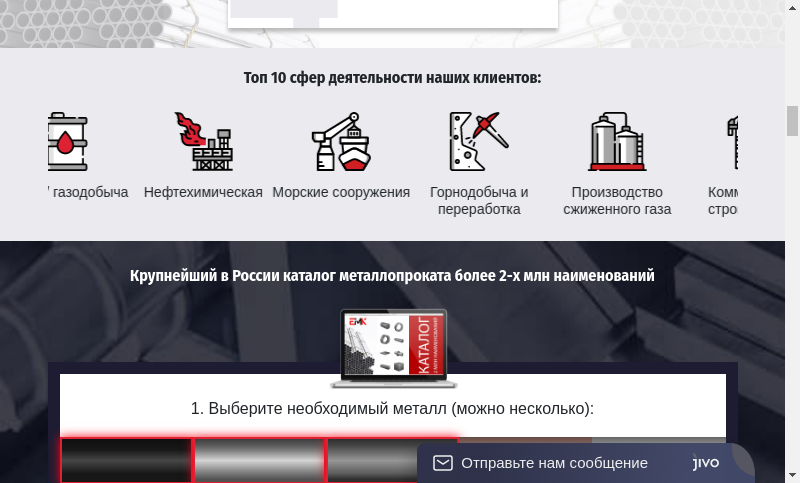 Топ 10 сфер деятельности наших клиентов:
/ газодобыча
Нефтехимическая
Морские сооружения
Горнодобыча и
переработка
Производство
сжиженного газа
Комм
строи
Крупнейший в России каталог металлопроката более 2-х млн наименований
КАТАЛОГ
1. Выберите необходимый металл (можно несколько):
Отправьте нам сообщение
jivo